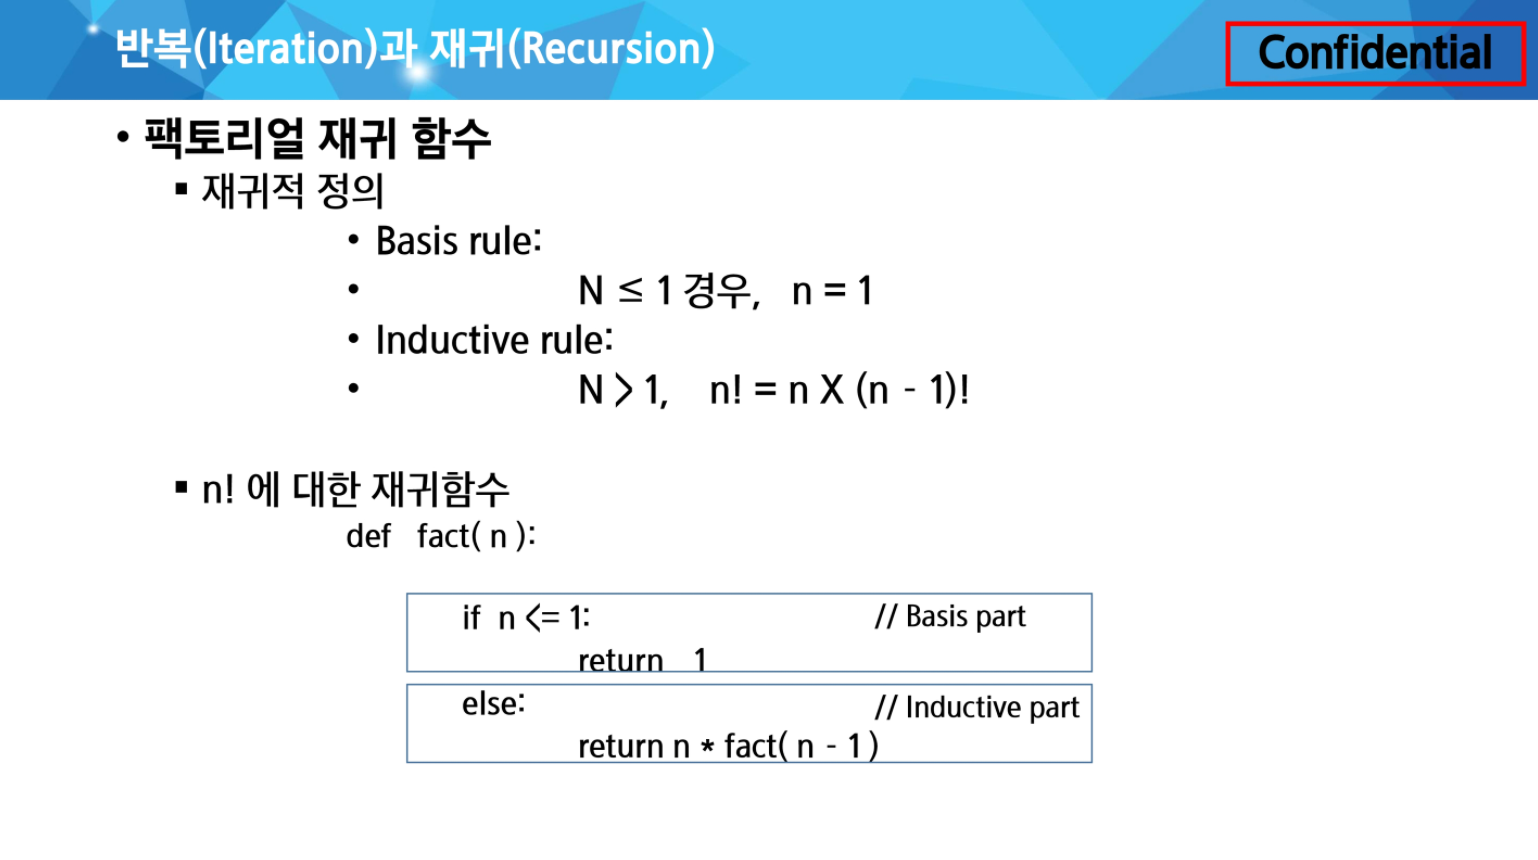 반복(Iteration)과 재귀(Recursion)
Confidential
• 팩토리얼 재귀 함수
▪ 재귀적 정의
• Basis rule:
• N ≤ 1 경우, n = 1
• Inductive rule:
• N > 1, n! = n X (n - 1)!
▪ n! 에 대한 재귀함수
def fact( n ):
if n <= 1: // Basis part
return 1
else: // Inductive part
return n * fact( n - 1 )